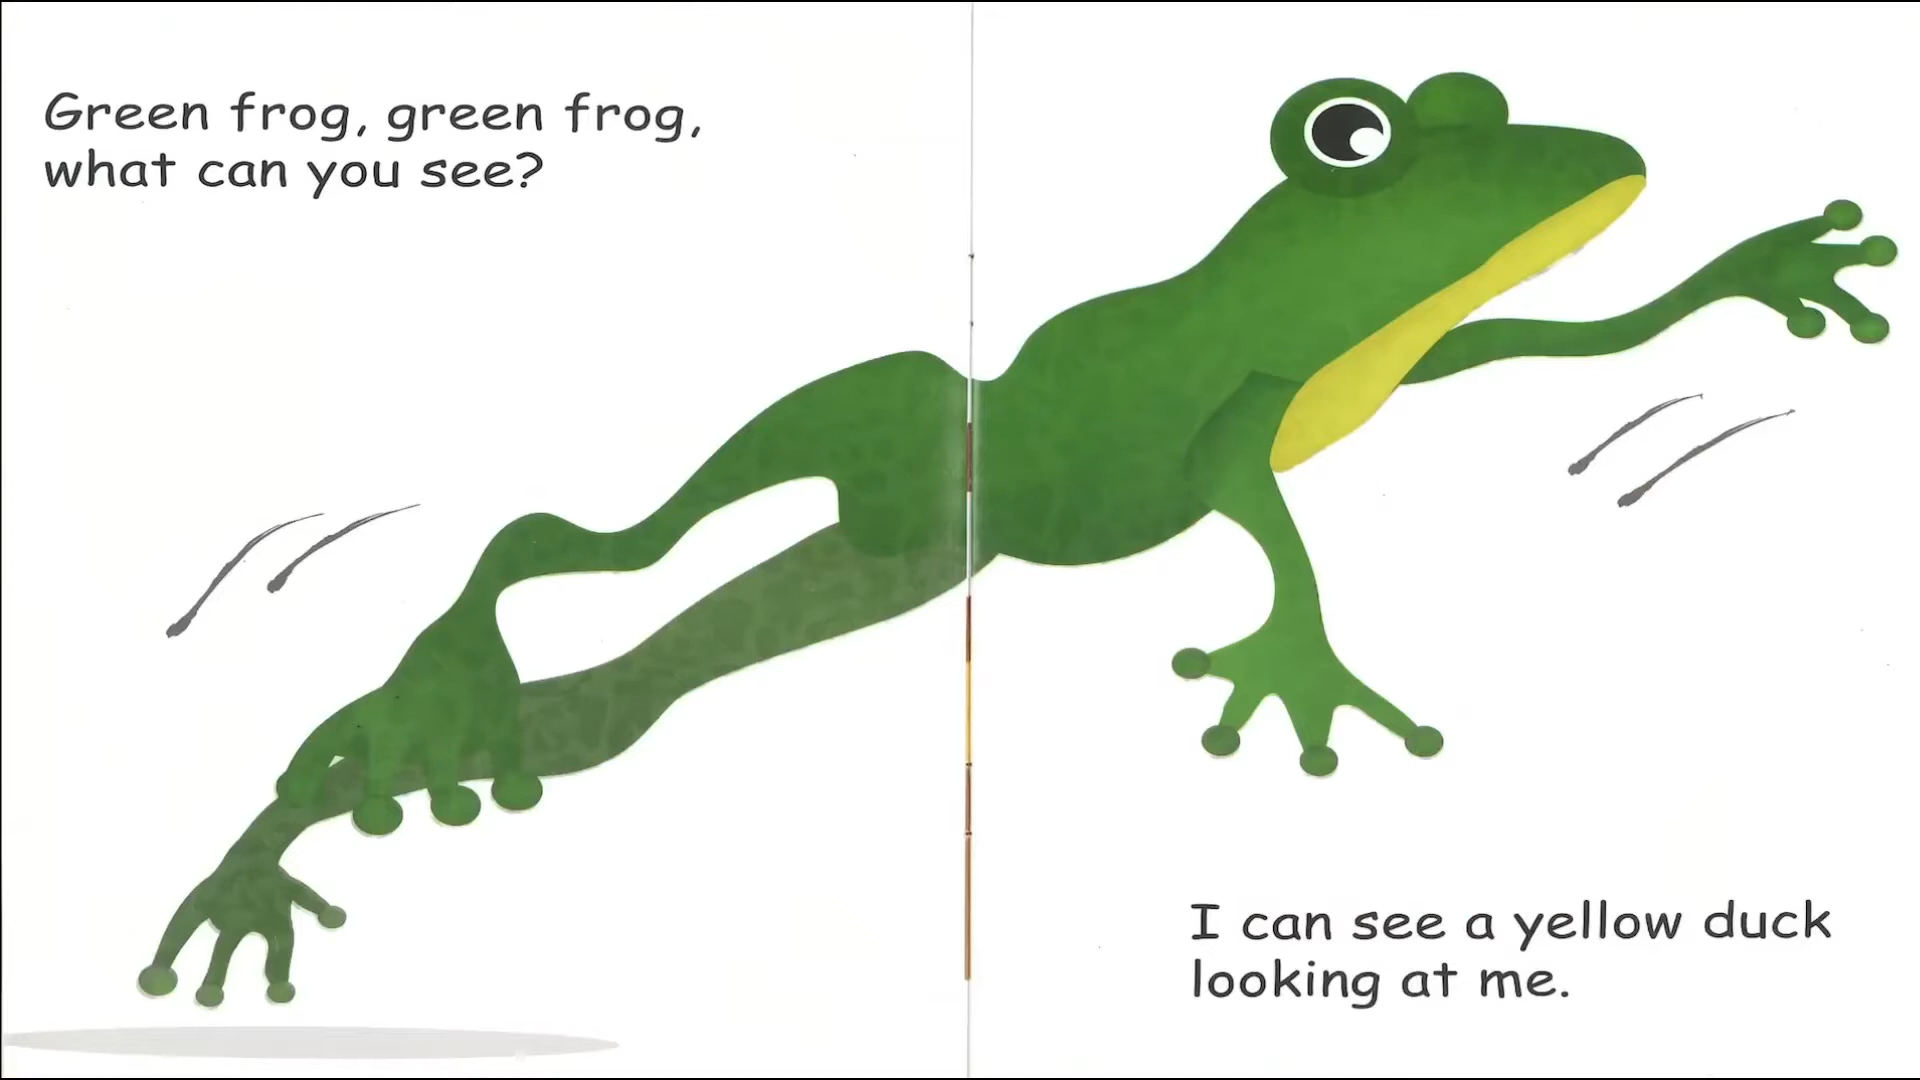 Green frog, green frog,
what can you see?
I can see a yellow duck
looking at me.